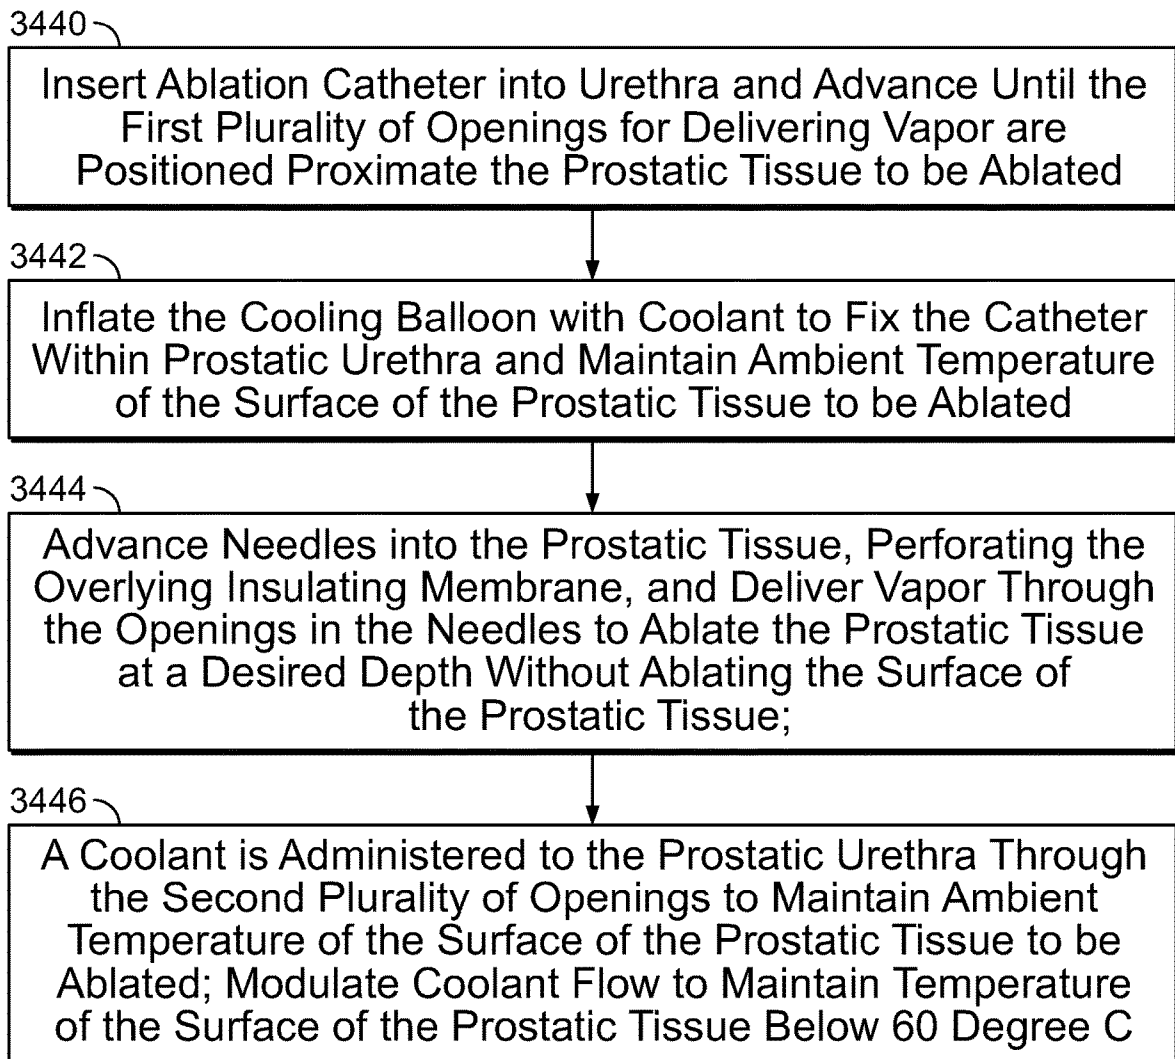 3440
Insert Ablation Catheter into Urethra and Advance Until the
First Plurality of Openings for Delivering Vapor are
Positioned Proximate the Prostatic Tissue to be Ablated
3442
Inflate the Cooling Balloon with Coolant to Fix the Catheter
Within Prostatic Urethra and Maintain Ambient Temperature
of the Surface of the Prostatic Tissue to be Ablated
3444
Advance Needles into the Prostatic Tissue, Perforating the
Overlying Insulating Membrane, and Deliver Vapor Through
the Openings in the Needles to Ablate the Prostatic Tissue
at a Desired Depth Without Ablating the Surface of
the Prostatic Tissue;
3446
A Coolant is Administered to the Prostatic Urethra Through
the Second Plurality of Openings to Maintain Ambient
Temperature of the Surface of the Prostatic Tissue to be
Ablated; Modulate Coolant Flow to Maintain Temperature
of the Surface of the Prostatic Tissue Below 60 Degree C